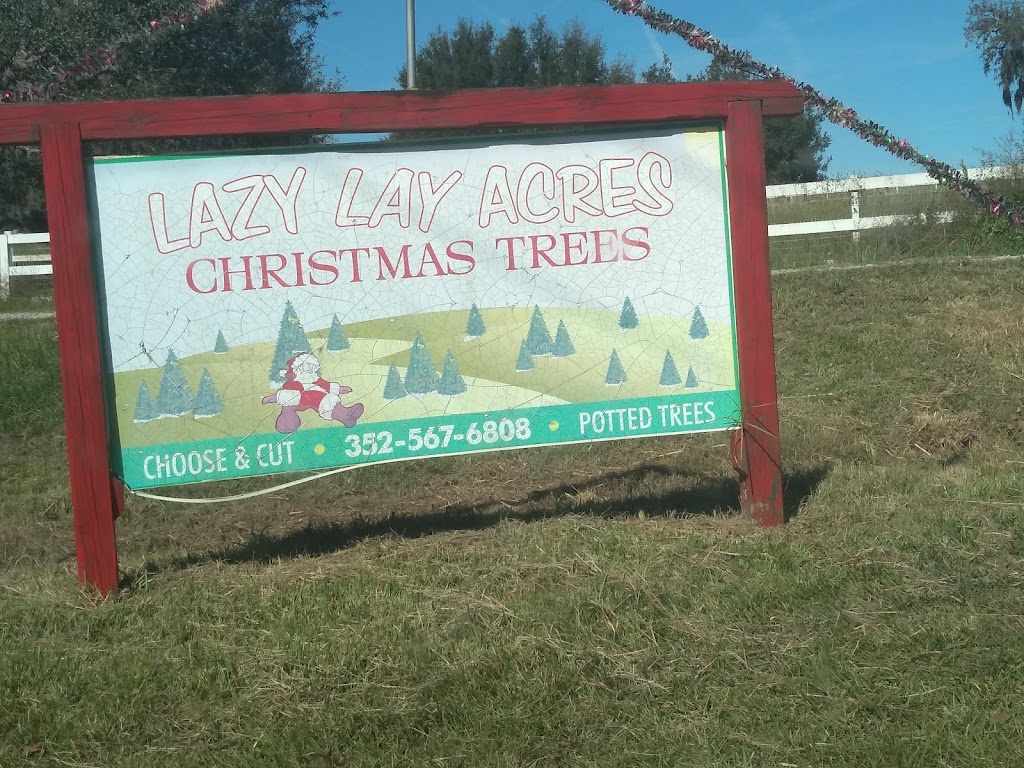 LAZY LAY ACRES
CHRISTMAS TREES
CHOOSE & CUT • 352-567-6808 • POTTED TREES